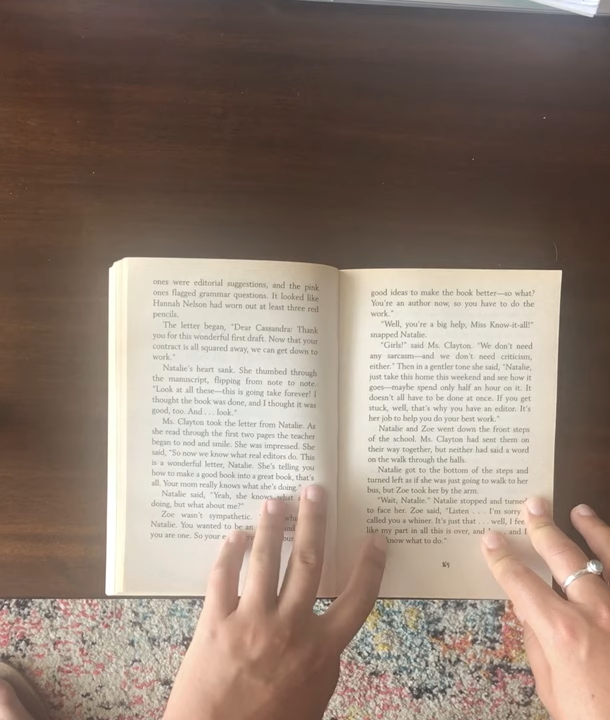 ones were editorial suggestions, and the pink
ones flagged grammar questions. It looked like
Hannah Nelson had worn out at least three red
pencils.
The letter began, "Dear Cassandra: Thank
you for this wonderful first draft. Now that your
contract is all squared away, we can get down to
work."
Natalie's heart sank. She thumbed through
the manuscript, flipping from note to note.
"Look at all these—this is going take forever! I
thought the book was done, and I thought it was
good, too. And . . . look."
Ms. Clayton took the letter from Natalie. As
she read through the first two pages the teacher
began to nod and smile. She was impressed. She
said, "So now we know what real editors do. This
is a wonderful letter, Natalie. She's telling you
how to make a good book into a great book, that's
all. Your mom really knows what she's doing."
Natalie said, "Yeah, she knows what
doing, but what about me?"
Zoe wasn't sympathetic.
Natalie. You wanted to be an
you are one. So your
good ideas to make the book better—so what?
You're an author now, so you have to do the
work."
"Well, you're a big help, Miss Know-it-all!"
snapped Natalie.
"Girls!" said Ms. Clayton. "We don't need
any sarcasm—and we don't need criticism,
either." Then in a gentler tone she said, "Natalie,
just take this home this weekend and see how it
goes—maybe spend only half an hour on it. It
doesn't all have to be done at once. If you get
stuck, well, that's why you have an editor. It's
her job to help you do your best work."
Natalie and Zoe went down the front steps
of the school. Ms. Clayton had sent them on
their way together, but neither had said a word
on the walk through the halls.
Natalie got to the bottom of the steps and
turned left as if she was just going to walk to her
bus, but Zoe took her by the arm.
"Wait, Natalie." Natalie stopped and turned
to face her. Zoe said, "Listen . . . I'm sorry I
called you a whiner. It's just that . . . well, I feel
like my part in all this is over, and and I
know what to do."